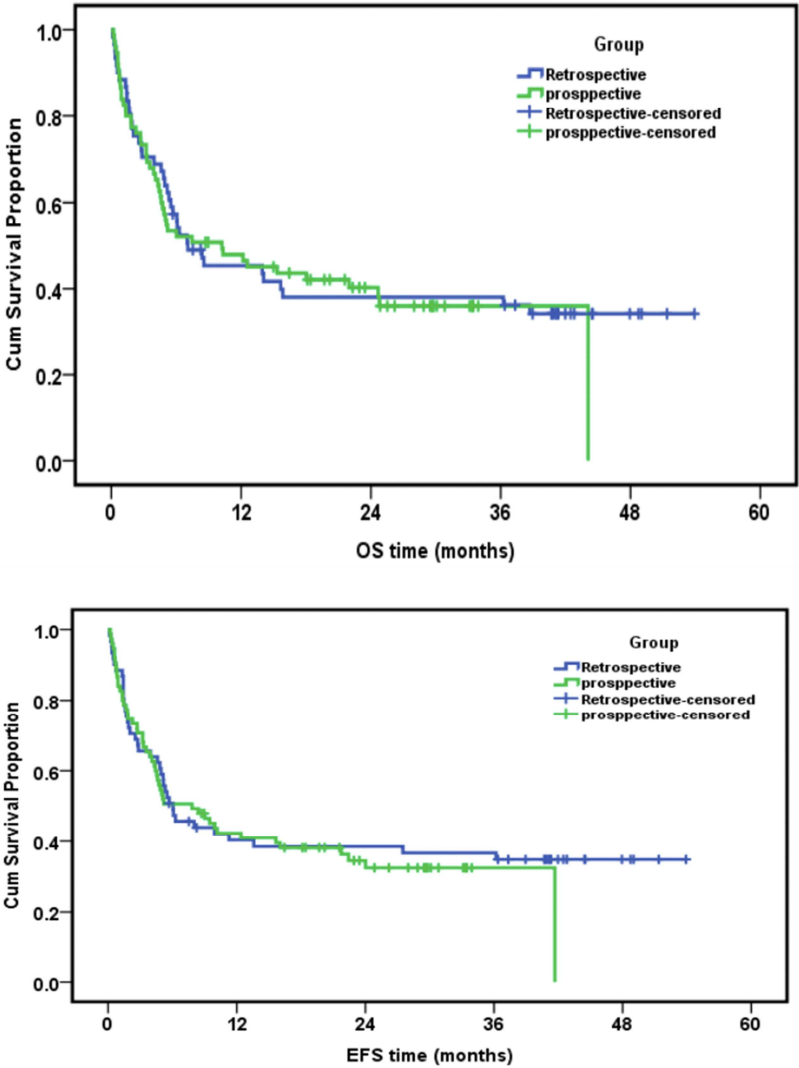 Group
Retrospective
prosppective
Retrospective-censored
prosppective-censored
Cum Survival Proportion
1.0
0.8
0.6
0.4
0.2
0.0
0 12 24 36 48 60
OS time (months)
Group
Retrospective
prosppective
Retrospective-censored
prosppective-censored
Cum Survival Proportion
1.0
0.8
0.6
0.4
0.2
0.0
0 12 24 36 48 60
EFS time (months)